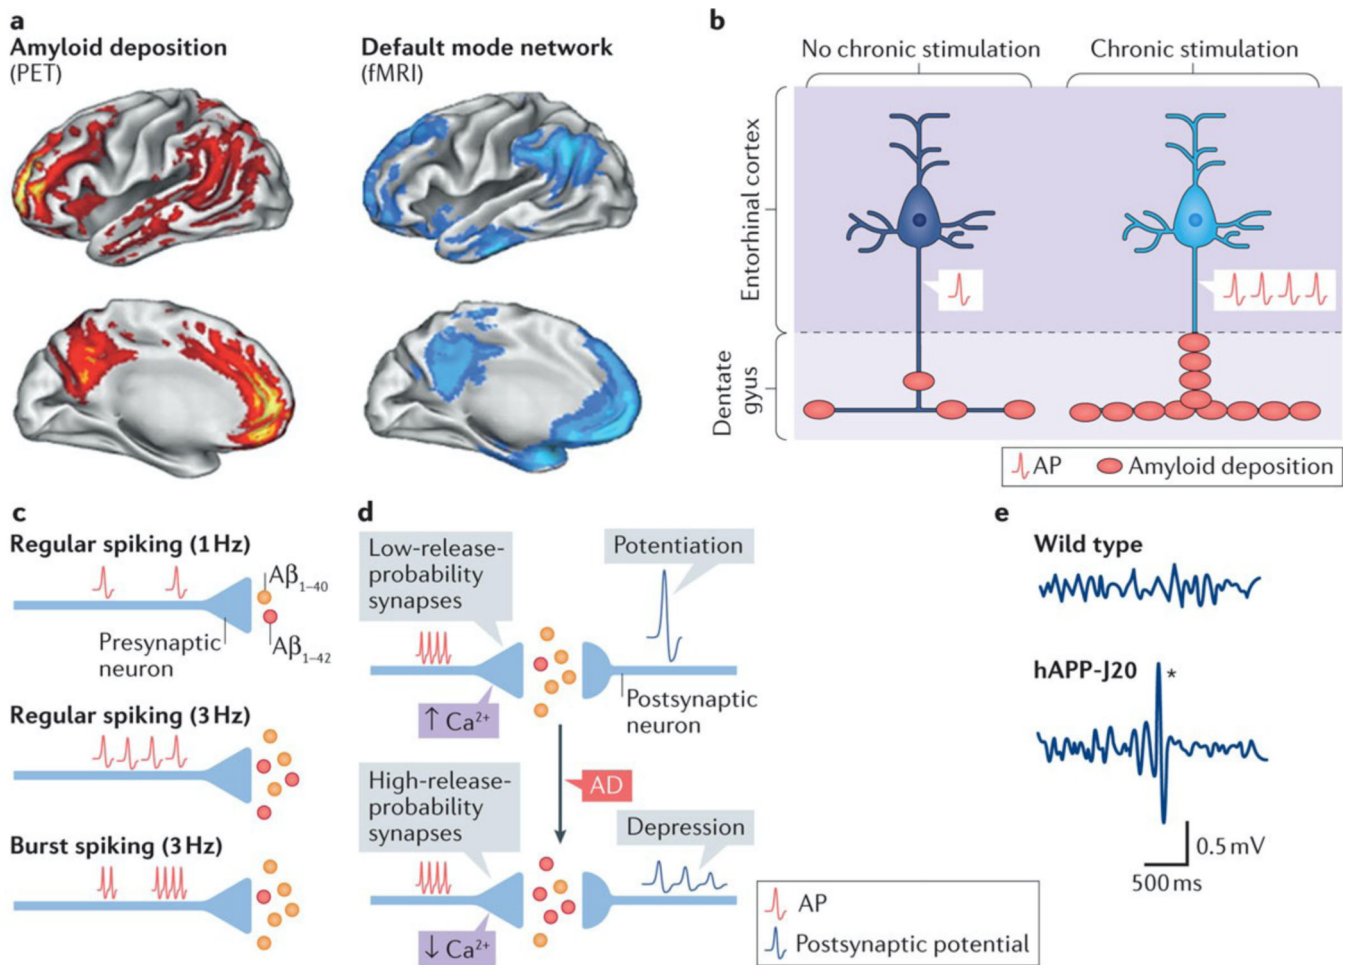 a
Amyloid deposition
(PET)
Default mode network
(fMRI)
b
No chronic stimulation
Chronic stimulation
Entorhinal cortex
Dentate
gyus
AP
Amyloid deposition
c
Regular spiking (1 Hz)
Aβ1–40
Presynaptic
neuron
Aβ1–42
Regular spiking (3 Hz)
Burst spiking (3 Hz)
d
Low-release-
probability
synapses
Potentiation
↑ Ca2+
Postsynaptic
neuron
AD
High-release-
probability
synapses
Depression
↓ Ca2+
AP
Postsynaptic potential
e
Wild type
hAPP-J20
*
0.5 mV
500 ms